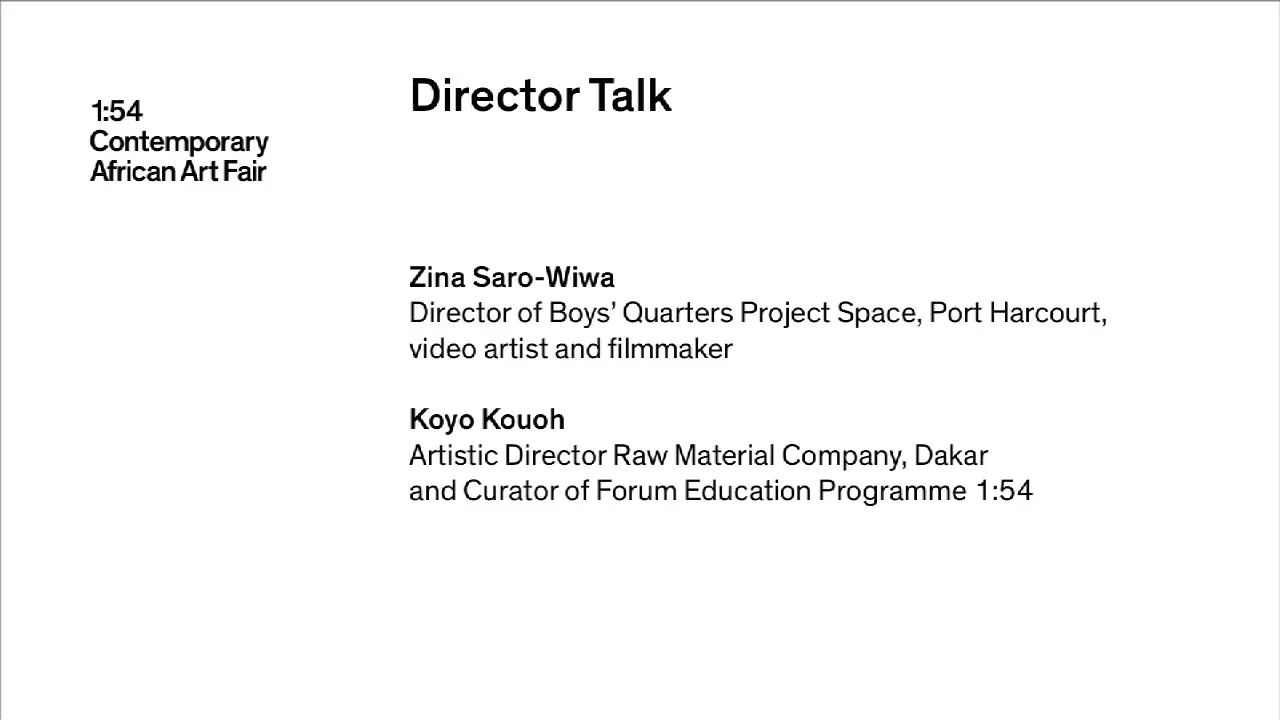 1:54
Contemporary
African Art Fair
Director Talk
Zina Saro-Wiwa
Director of Boys’ Quarters Project Space, Port Harcourt,
video artist and filmmaker
Koyo Kouoh
Artistic Director Raw Material Company, Dakar
and Curator of Forum Education Programme 1:54